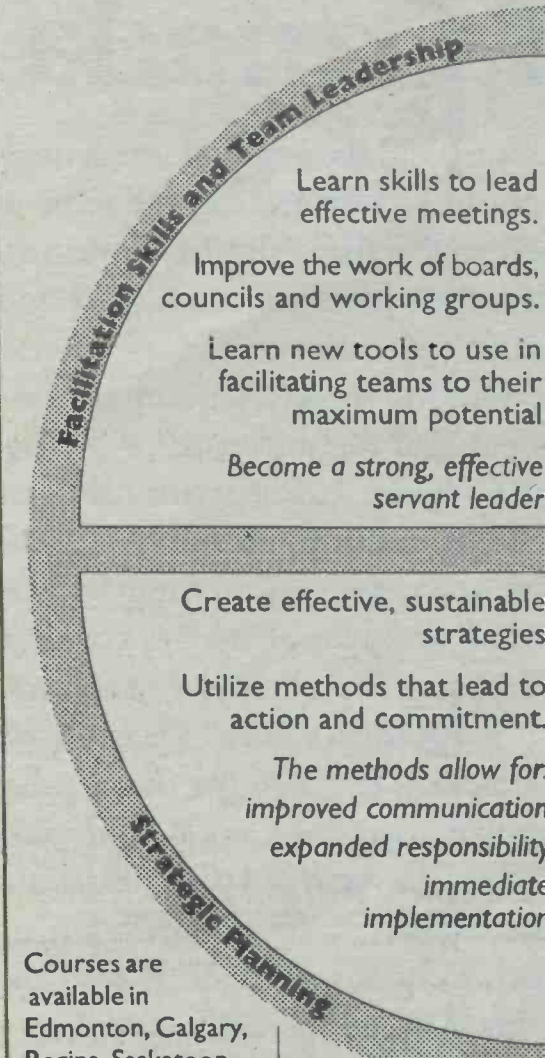 Facilitation Skills and Team Leadership
Learn skills to lead
effective meetings.
Improve the work of boards,
councils and working groups.
Learn new tools to use in
facilitating teams to their
maximum potential
Become a strong, effective
servant leader
Create effective, sustainable
strategies
Utilize methods that lead to
action and commitment.
The methods allow for:
improved communication
expanded responsibility
immediate
implementation
Strategic Planning
Courses are
available in
Edmonton, Calgary,
Regina, Saskatoon